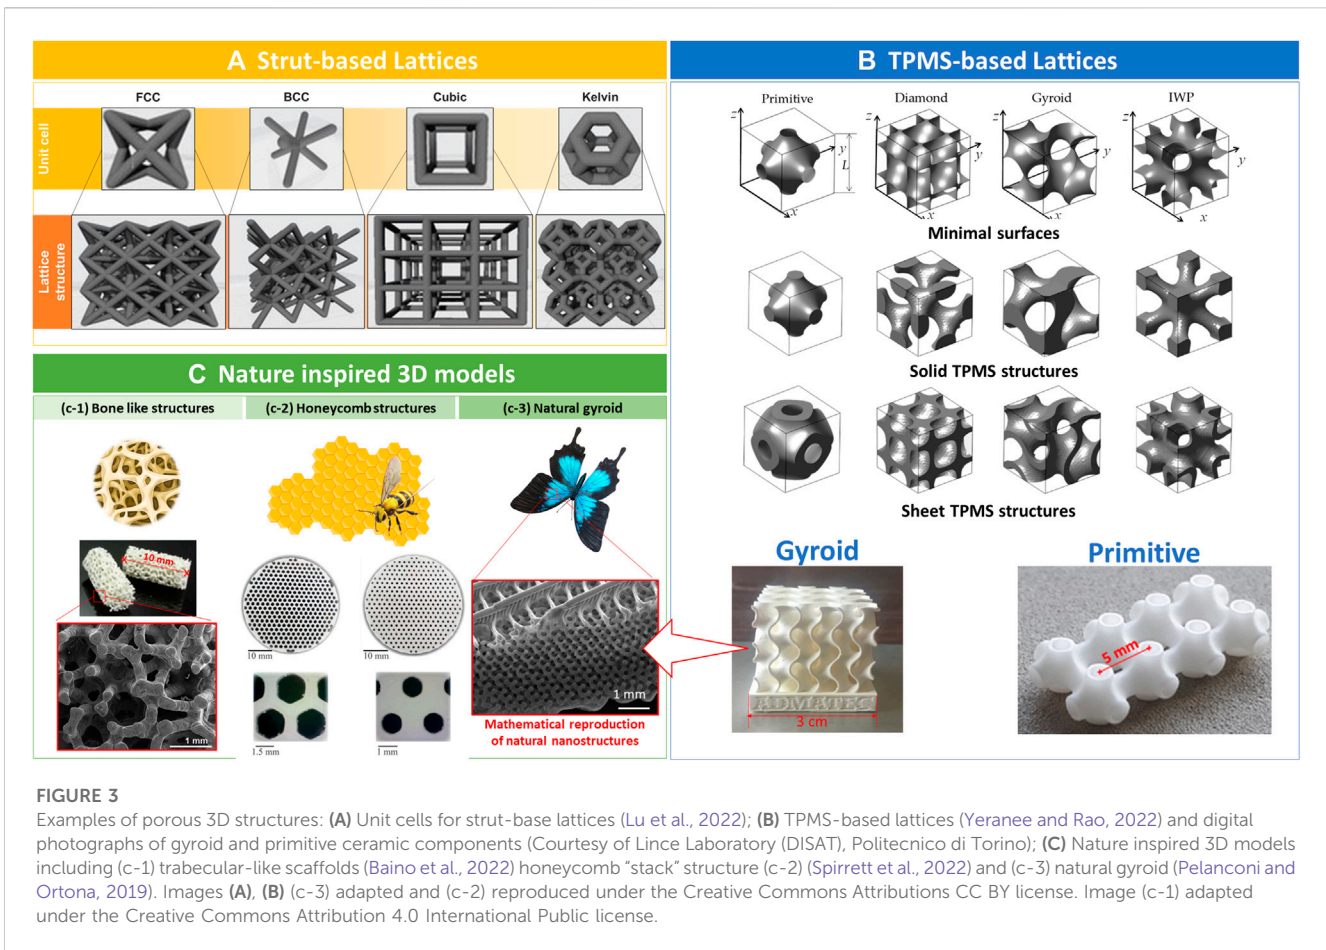 A Strut-based Lattices
FCC
BCC
Cubic
Kelvin
Unit cell
Lattice
structure
B TPMS-based Lattices
Primitive
Diamond
Gyroid
IWP
z
z
z
z
y
y
y
y
L
x
x
x
x
Minimal surfaces
Solid TPMS structures
Sheet TPMS structures
Gyroid
Primitive
ADMATEC
3 cm
5 mm
C Nature inspired 3D models
(c-1) Bone like structures
(c-2) Honeycomb structures
(c-3) Natural gyroid
10 mm
1 mm
10 mm
10 mm
1.5 mm
1 mm
1 mm
Mathematical reproduction
of natural nanostructures
FIGURE 3
Examples of porous 3D structures: (A) Unit cells for strut-base lattices (Lu et al., 2022); (B) TPMS-based lattices (Yeranee and Rao, 2022) and digital
photographs of gyroid and primitive ceramic components (Courtesy of Lince Laboratory (DISAT), Politecnico di Torino); (C) Nature inspired 3D models
including (c-1) trabecular-like scaffolds (Baino et al., 2022) honeycomb “stack” structure (c-2) (Spirrett et al., 2022) and (c-3) natural gyroid (Pelanconi and
Ortona, 2019). Images (A), (B) (c-3) adapted and (c-2) reproduced under the Creative Commons Attributions CC BY license. Image (c-1) adapted
under the Creative Commons Attribution 4.0 International Public license.